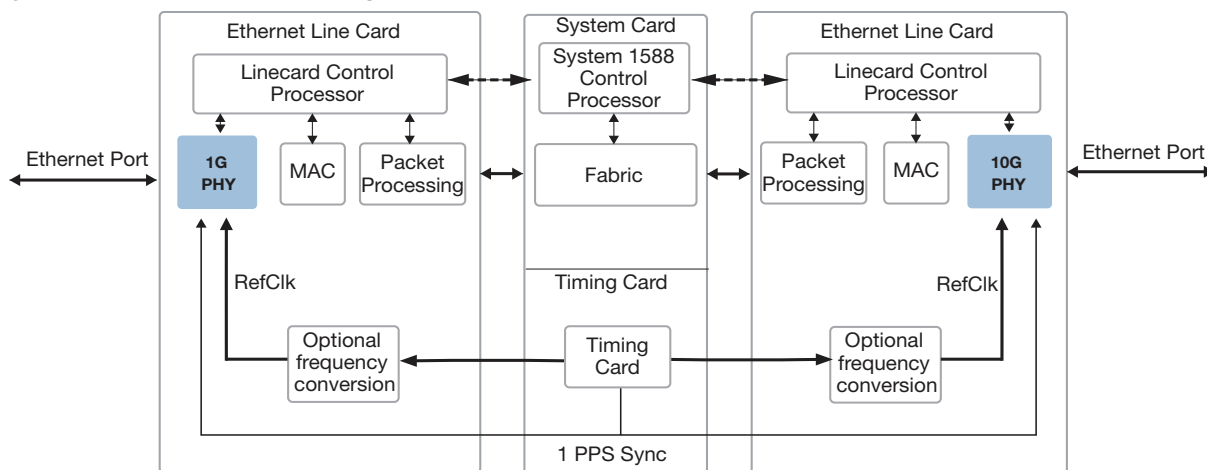 Ethernet Line Card
Linecard Control
Processor
1G
PHY
MAC
Packet
Processing
Ethernet Port
RefClk
Optional
frequency
conversion
System Card
System 1588
Control
Processor
Fabric
Timing Card
Timing
Card
1 PPS Sync
Ethernet Line Card
Linecard Control
Processor
Packet
Processing
MAC
10G
PHY
Ethernet Port
RefClk
Optional
frequency
conversion